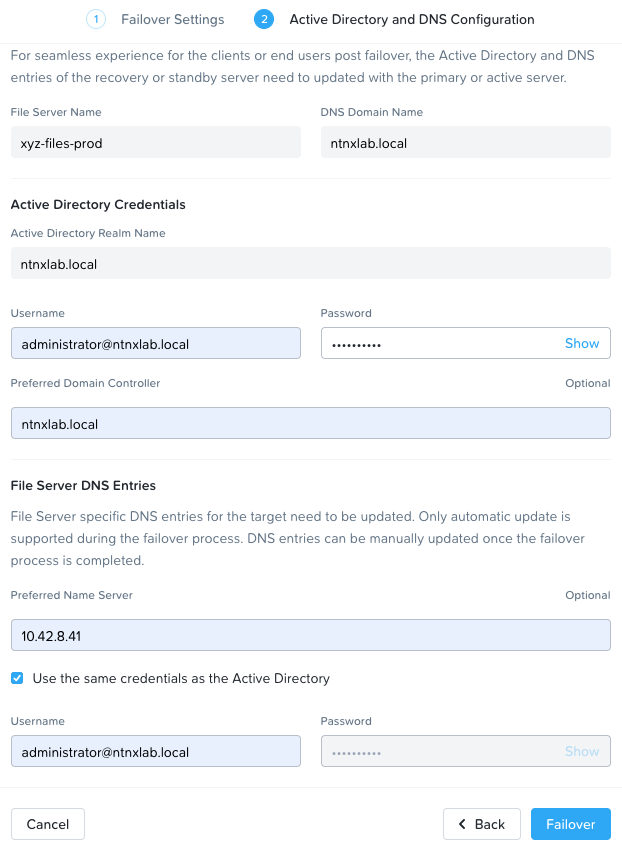 1 Failover Settings 2 Active Directory and DNS Configuration
For seamless experience for the clients or end users post failover, the Active Directory and DNS
entries of the recovery or standby server need to updated with the primary or active server.
File Server Name DNS Domain Name
xyz-files-prod ntnxlab.local
Active Directory Credentials
Active Directory Realm Name
ntnxlab.local
Username Password
administrator@ntnxlab.local •••••••••• Show
Preferred Domain Controller Optional
ntnxlab.local
File Server DNS Entries
File Server specific DNS entries for the target need to be updated. Only automatic update is
supported during the failover process. DNS entries can be manually updated once the failover
process is completed.
Preferred Name Server Optional
10.42.8.41
Use the same credentials as the Active Directory
Username Password
administrator@ntnxlab.local •••••••••• Show
Cancel Back Failover